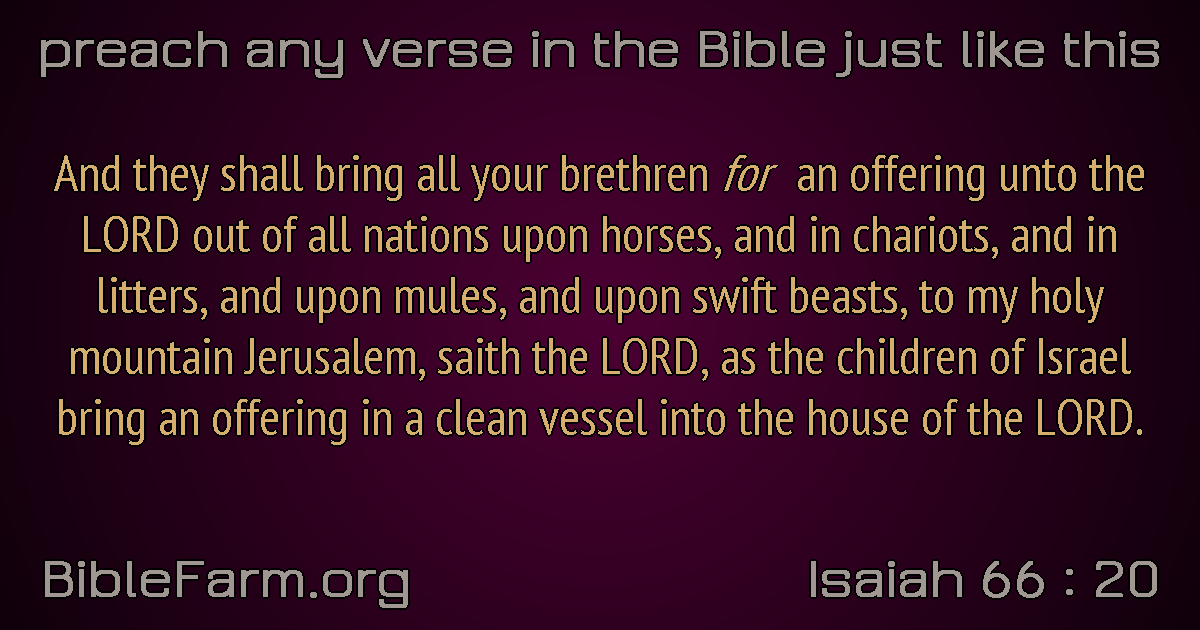 preach any verse in the Bible just like this
And they shall bring all your brethren for an offering unto the
LORD out of all nations upon horses, and in chariots, and in
litters, and upon mules, and upon swift beasts, to my holy
mountain Jerusalem, saith the LORD, as the children of Israel
bring an offering in a clean vessel into the house of the LORD.
BibleFarm.org
Isaiah 66 : 20